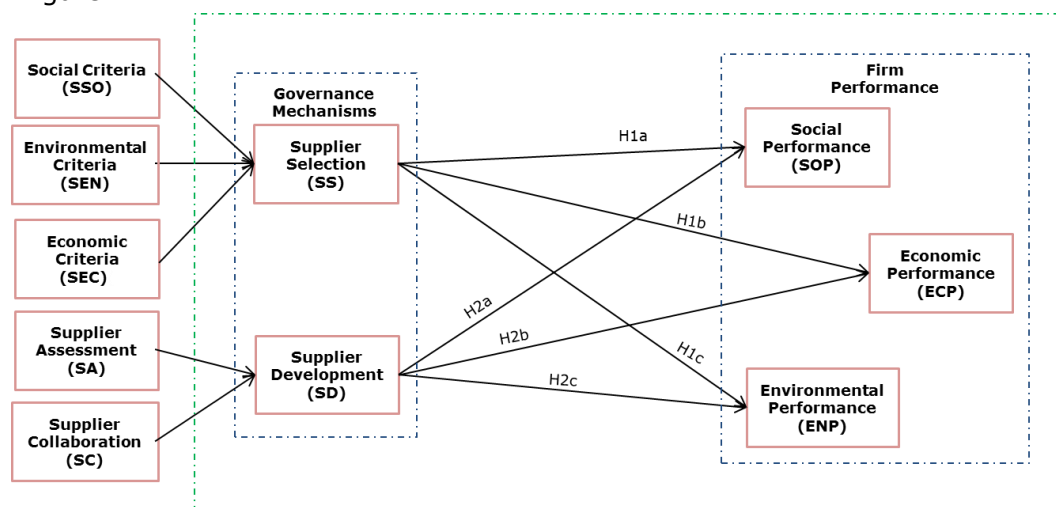 Social Criteria
(SSO)
Environmental
Criteria
(SEN)
Economic
Criteria
(SEC)
Supplier
Assessment
(SA)
Supplier
Collaboration
(SC)
Governance
Mechanisms
Supplier
Selection
(SS)
Supplier
Development
(SD)
H1a
H1b
H2a
H2b
H1c
H2c
Firm
Performance
Social
Performance
(SOP)
Economic
Performance
(ECP)
Environmental
Performance
(ENP)